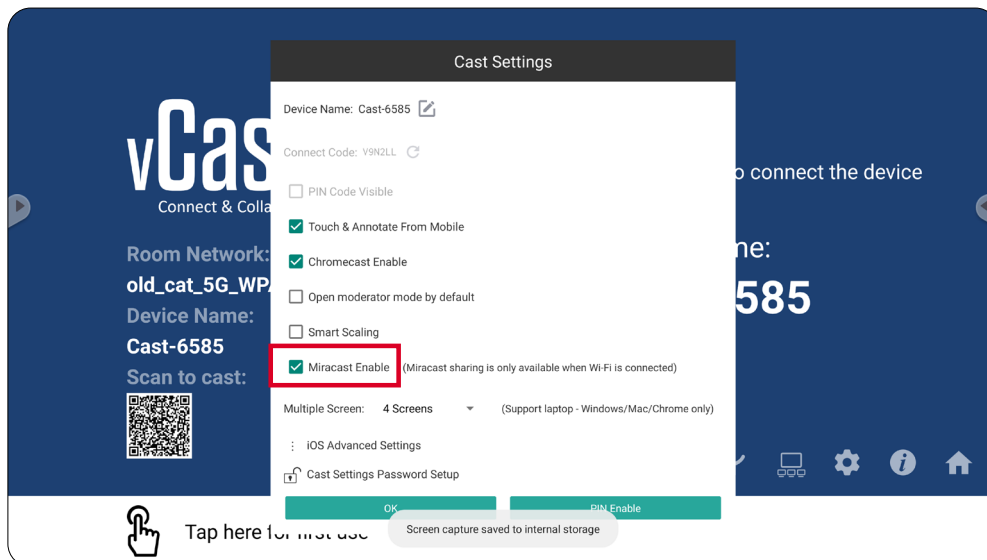 Cast Settings
Device Name: Cast-6585
Connect Code: V9N2LL
PIN Code Visible
Touch & Annotate From Mobile
Chromecast Enable
Open moderator mode by default
Smart Scaling
Miracast Enable (Miracast sharing is only available when Wi-Fi is connected)
Multiple Screen: 4 Screens (Support laptop - Windows/Mac/Chrome only)
iOS Advanced Settings
Cast Settings Password Setup
OK PIN Enable
Screen capture saved to internal storage
vCas
Connect & Colla
Room Network:
old_cat_5G_WPA
Device Name:
Cast-6585
Scan to cast:
o connect the device
me:
585
Tap here for first use